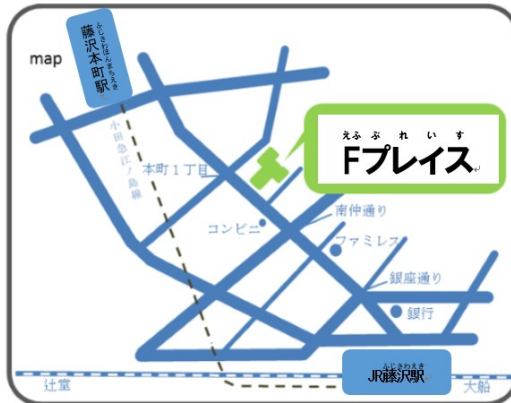 map
ふじさわほんまちえき
藤沢本町駅
小田急江ノ島線
えふぷれいす
Fプレイス
本町１丁目
コンビニ
南仲通り
ファミレス
銀座通り
銀行
ふじさわえき
JR藤沢駅
辻堂
大船